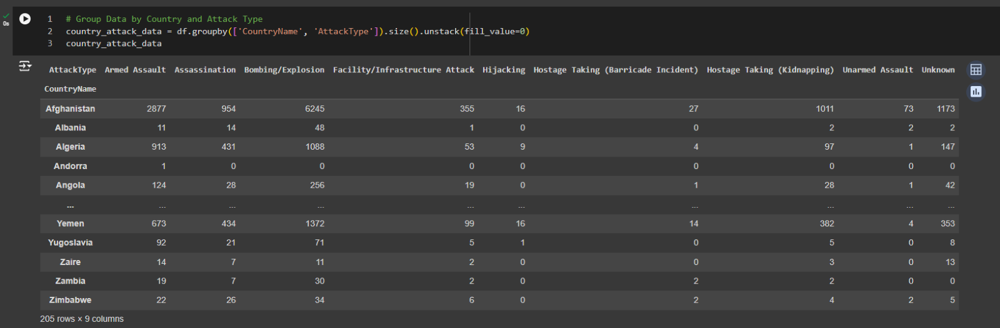 1 # Group Data by Country and Attack Type
2 country_attack_data = df.groupby(['CountryName', 'AttackType']).size().unstack(fill_value=0)
3 country_attack_data
0s
AttackType Armed Assault Assassination Bombing/Explosion Facility/Infrastructure Attack Hijacking Hostage Taking (Barricade Incident) Hostage Taking (Kidnapping) Unarmed Assault Unknown
CountryName
Afghanistan 2877 954 6245 355 16 27 1011 73 1173
Albania 11 14 48 1 0 0 2 2 2
Algeria 913 431 1088 53 9 4 97 1 147
Andorra 1 0 0 0 0 0 0 0 0
Angola 124 28 256 19 0 1 28 1 42
... ... ... ... ... ... ... ... ... ...
Yemen 673 434 1372 99 16 14 382 4 353
Yugoslavia 92 21 71 5 1 0 5 0 8
Zaire 14 7 11 2 0 0 3 0 13
Zambia 19 7 30 2 0 2 2 0 0
Zimbabwe 22 26 34 6 0 2 4 2 5
205 rows × 9 columns